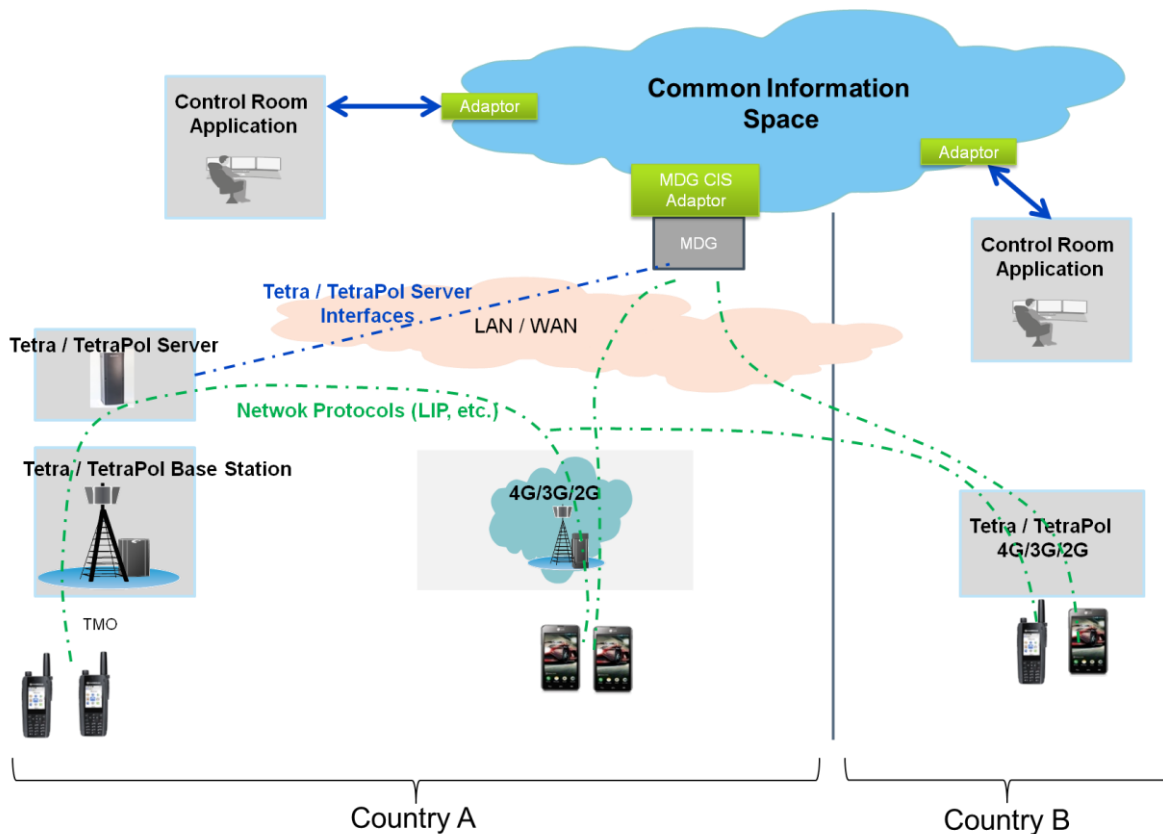 Common Information
Space
Control Room
Application
Adaptor
Adaptor
MDG CIS
Adaptor
MDG
Control Room
Application
Tetra / TetraPol Server
Interfaces
LAN / WAN
Tetra / TetraPol Server
Netwok Protocols (LIP, etc.)
Tetra / TetraPol Base Station
4G/3G/2G
Tetra / TetraPol
4G/3G/2G
TMO
Country A
Country B